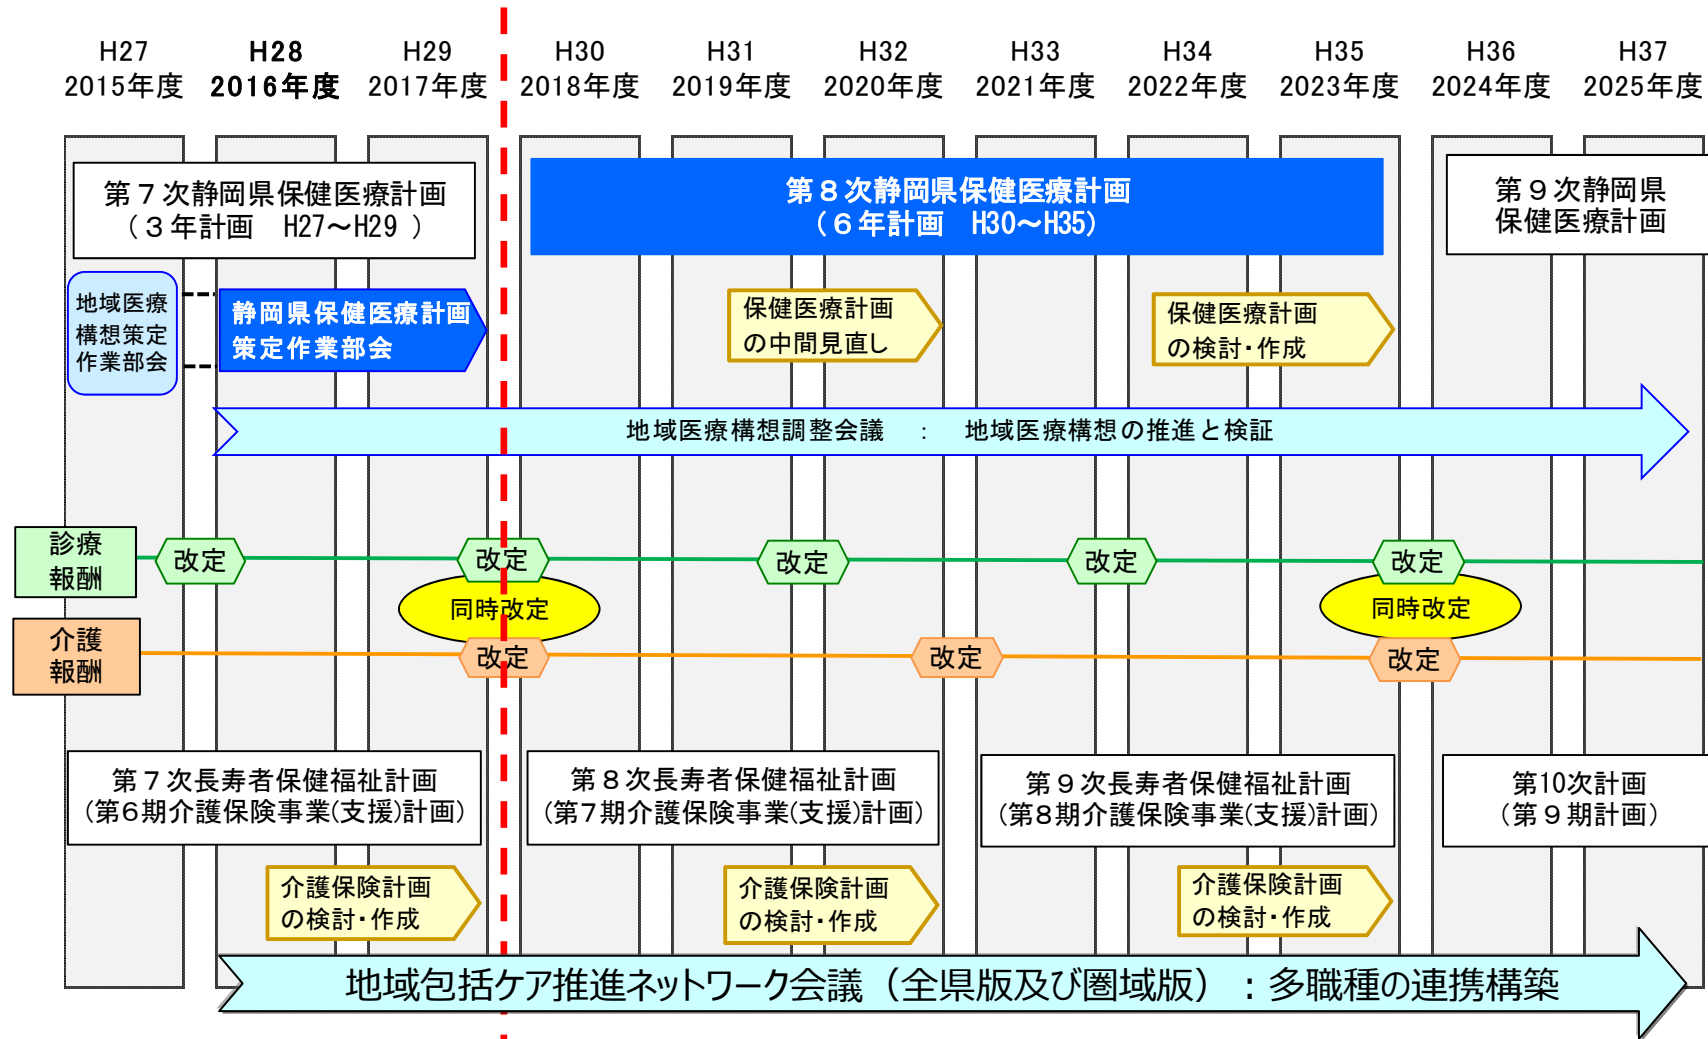 H27
2015年度
H28
2016年度
H29
2017年度
H30
2018年度
H31
2019年度
H32
2020年度
H33
2021年度
H34
2022年度
H35
2023年度
H36
2024年度
H37
2025年度
第７次静岡県保健医療計画
（３年計画　H27～H29 ）
第８次静岡県保健医療計画
（６年計画　H30～H35）
第９次静岡県
保健医療計画
地域医療
構想策定
作業部会
静岡県保健医療計画
策定作業部会
保健医療計画
の中間見直し
保健医療計画
の検討・作成
地域医療構想調整会議　：　地域医療構想の推進と検証
診療
報酬
改定
改定
改定
改定
改定
同時改定
同時改定
介護
報酬
改定
改定
改定
第７次長寿者保健福祉計画
(第６期介護保険事業(支援)計画)
第８次長寿者保健福祉計画
(第７期介護保険事業(支援)計画)
第９次長寿者保健福祉計画
(第８期介護保険事業(支援)計画)
第10次計画
（第９期計画）
介護保険計画
の検討・作成
介護保険計画
の検討・作成
介護保険計画
の検討・作成
地域包括ケア推進ネットワーク会議（全県版及び圏域版）：多職種の連携構築